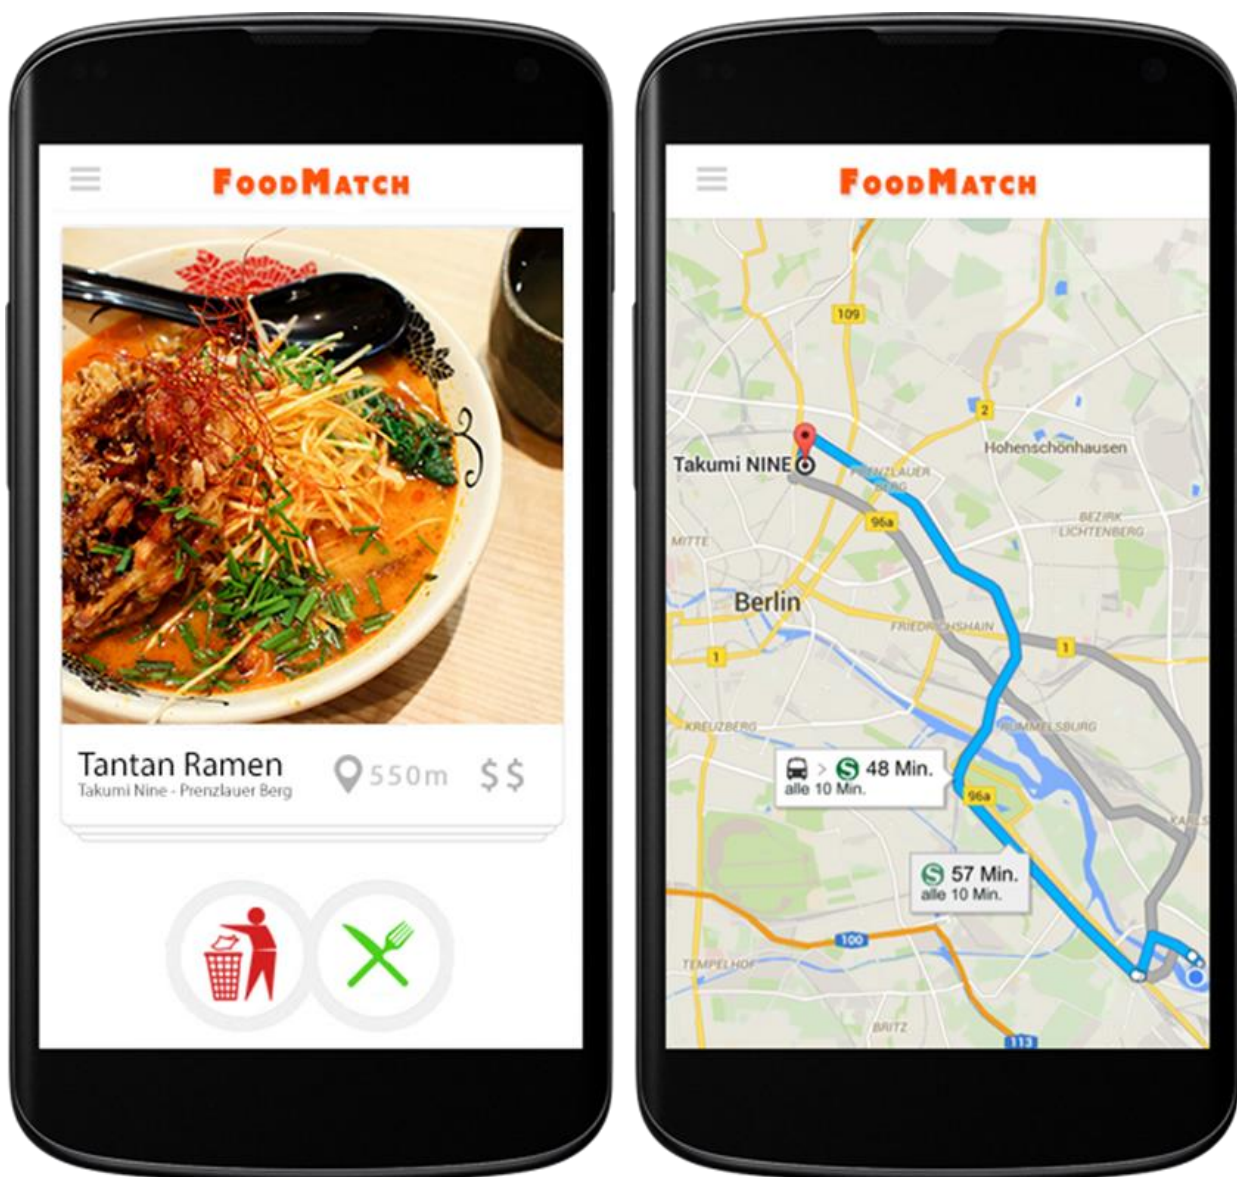 FOODMATCH
Tantan Ramen
Takumi Nine - Prenzlauer Berg
550m
$$
FOODMATCH
109
2
Hohenschönhausen
Takumi NINE
PRENZLAUER
BERG
96a
BEZIRK
LICHTENBERG
MITTE
Berlin
FRIEDRICHSHAIN
1
1
KREUZBERG
RUMMELSBURG
> S 48 Min.
alle 10 Min.
96a
KARLS
S 57 Min.
alle 10 Min.
100
TEMPELHOF
BRITZ
113